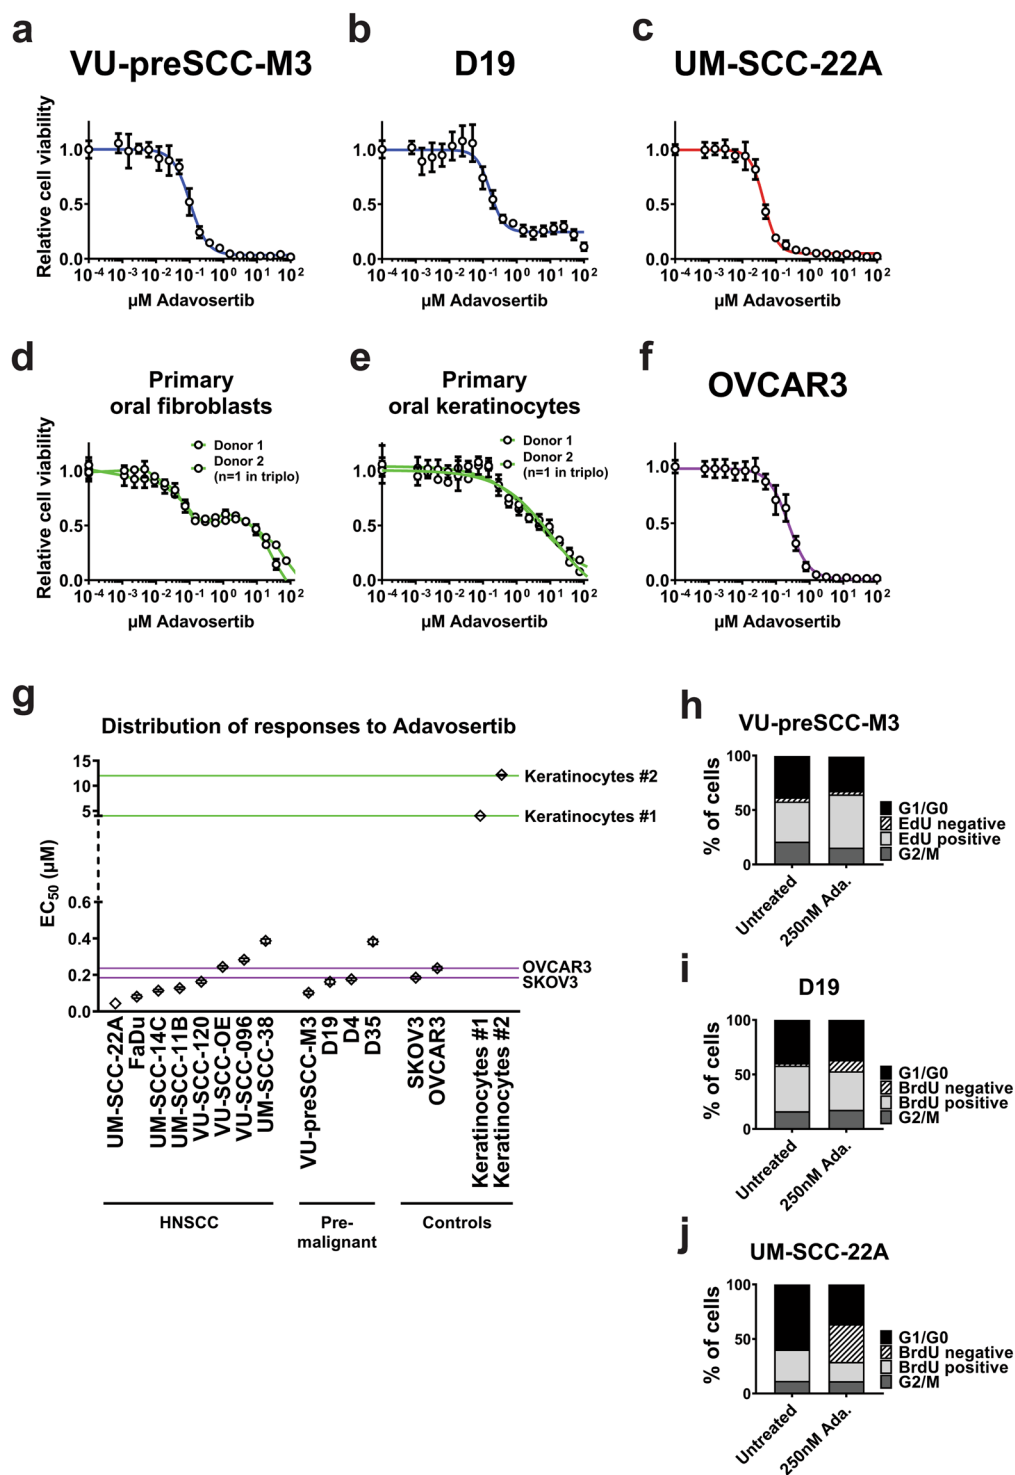 a
VU-preSCC-M3
Relative cell viability
1.0
0.5
0.0
10-4 10-3 10-2 10-1 100 101 102
µM Adavosertib
b
D19
1.0
0.5
0.0
10-4 10-3 10-2 10-1 100 101 102
µM Adavosertib
c
UM-SCC-22A
1.0
0.5
0.0
10-4 10-3 10-2 10-1 100 101 102
µM Adavosertib
d
Primary
oral fibroblasts
Donor 1
Donor 2
(n=1 in triplo)
Relative cell viability
1.0
0.5
0.0
10-4 10-3 10-2 10-1 100 101 102
µM Adavosertib
e
Primary
oral keratinocytes
Donor 1
Donor 2
(n=1 in triplo)
1.0
0.5
0.0
10-4 10-3 10-2 10-1 100 101 102
µM Adavosertib
f
OVCAR3
1.0
0.5
0.0
10-4 10-3 10-2 10-1 100 101 102
µM Adavosertib
g
Distribution of responses to Adavosertib
EC50 (µM)
15
10
5
0.6
0.4
0.2
0.0
Keratinocytes #2
Keratinocytes #1
OVCAR3
SKOV3
UM-SCC-22A
FaDu
UM-SCC-14C
UM-SCC-11B
VU-SCC-120
VU-SCC-OE
VU-SCC-096
UM-SCC-38
VU-preSCC-M3
D19
D4
D35
SKOV3
OVCAR3
Keratinocytes #1
Keratinocytes #2
HNSCC
Pre-
malignant
Controls
h
VU-preSCC-M3
% of cells
100
50
0
G1/G0
EdU negative
EdU positive
G2/M
Untreated
250nM Ada.
i
D19
% of cells
100
50
0
G1/G0
BrdU negative
BrdU positive
G2/M
Untreated
250nM Ada.
j
UM-SCC-22A
% of cells
100
50
0
G1/G0
BrdU negative
BrdU positive
G2/M
Untreated
250nM Ada.